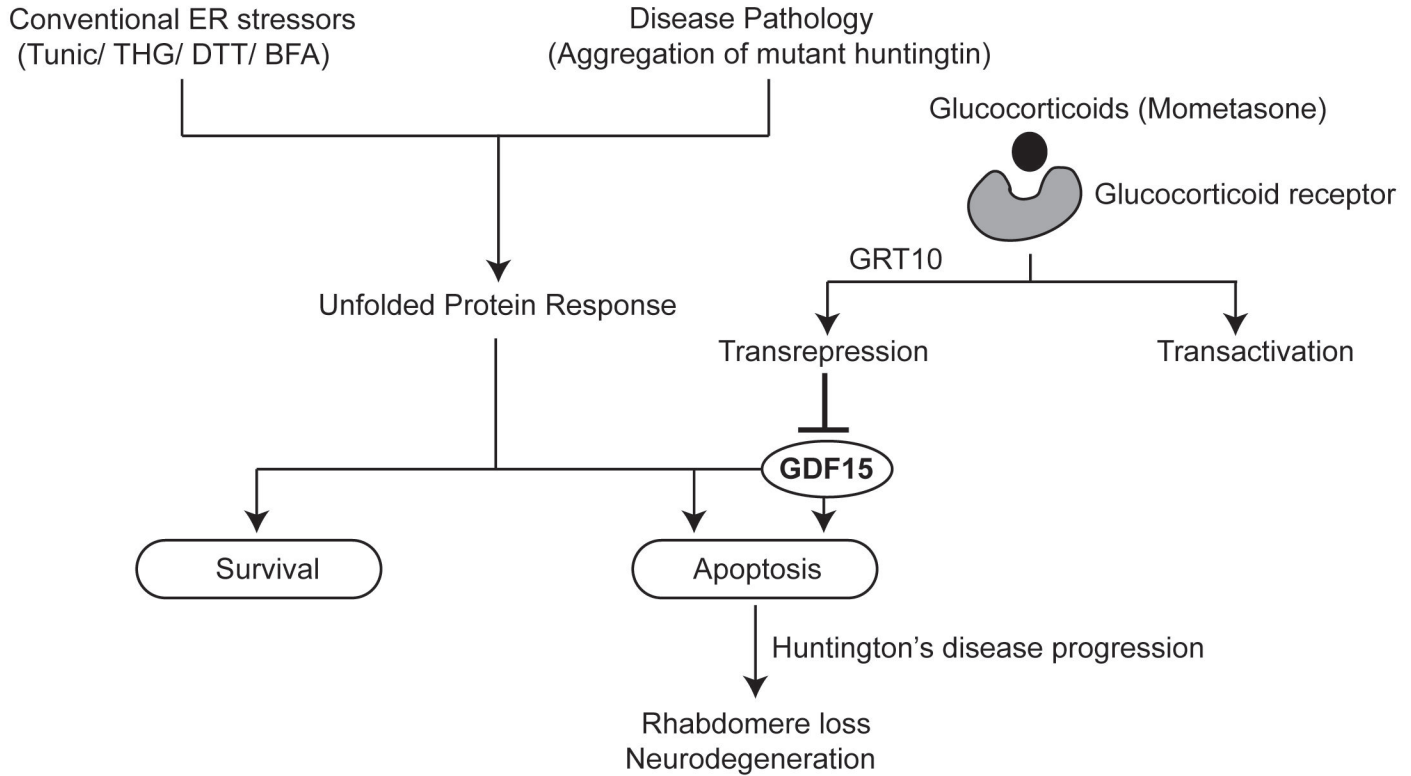 Conventional ER stressors
(Tunic/ THG/ DTT/ BFA)
Disease Pathology
(Aggregation of mutant huntingtin)
Glucocorticoids (Mometasone)
Glucocorticoid receptor
GRT10
Unfolded Protein Response
Transrepression
Transactivation
GDF15
Survival
Apoptosis
Huntington’s disease progression
Rhabdomere loss
Neurodegeneration